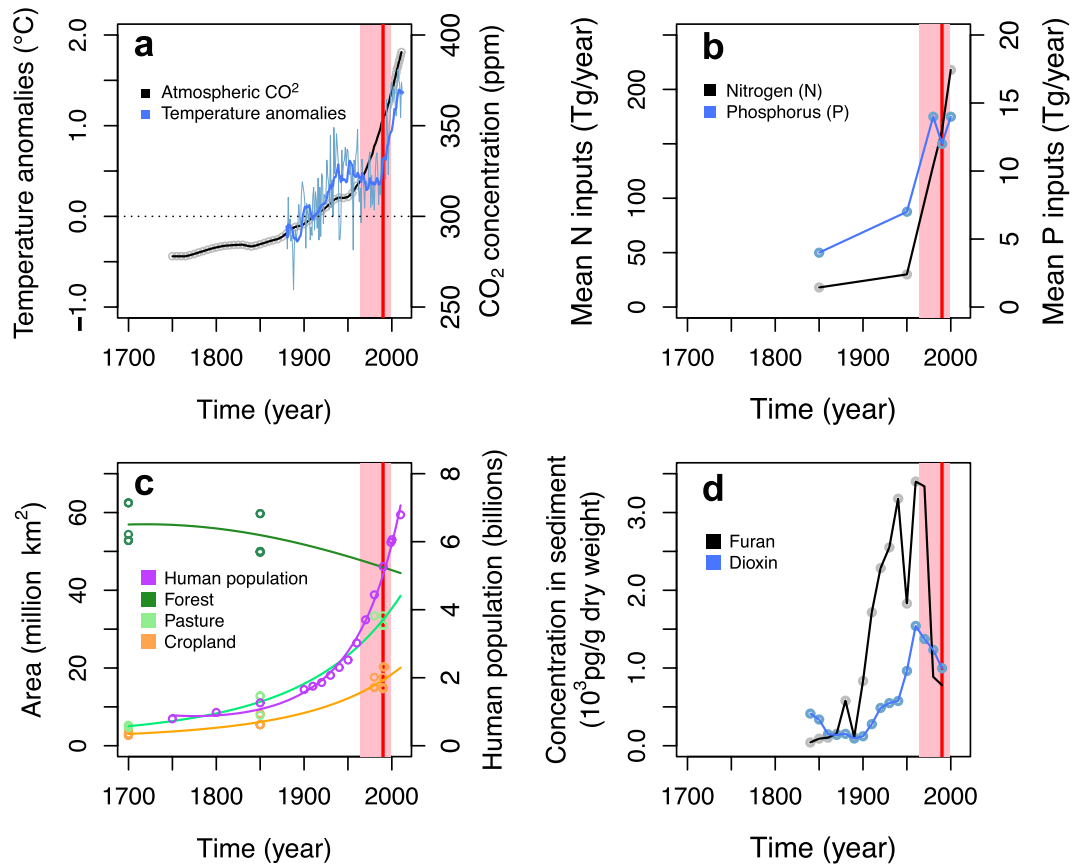 a
Temperature anomalies (°C)
2.0
1.0
0.0
−1.0
Atmospheric CO2
Temperature anomalies
400
350
300
250
CO2 concentration (ppm)
1700 1800 1900 2000
Time (year)
b
Mean N inputs (Tg/year)
200
100
50
0
Nitrogen (N)
Phosphorus (P)
20
15
10
5
0
Mean P inputs (Tg/year)
1700 1800 1900 2000
Time (year)
c
Area (million km2)
60
40
20
0
Human population
Forest
Pasture
Cropland
8
6
4
2
0
Human population (billions)
1700 1800 1900 2000
Time (year)
d
Concentration in sediment
(103pg/g dry weight)
3.0
2.0
1.0
0.0
Furan
Dioxin
1700 1800 1900 2000
Time (year)